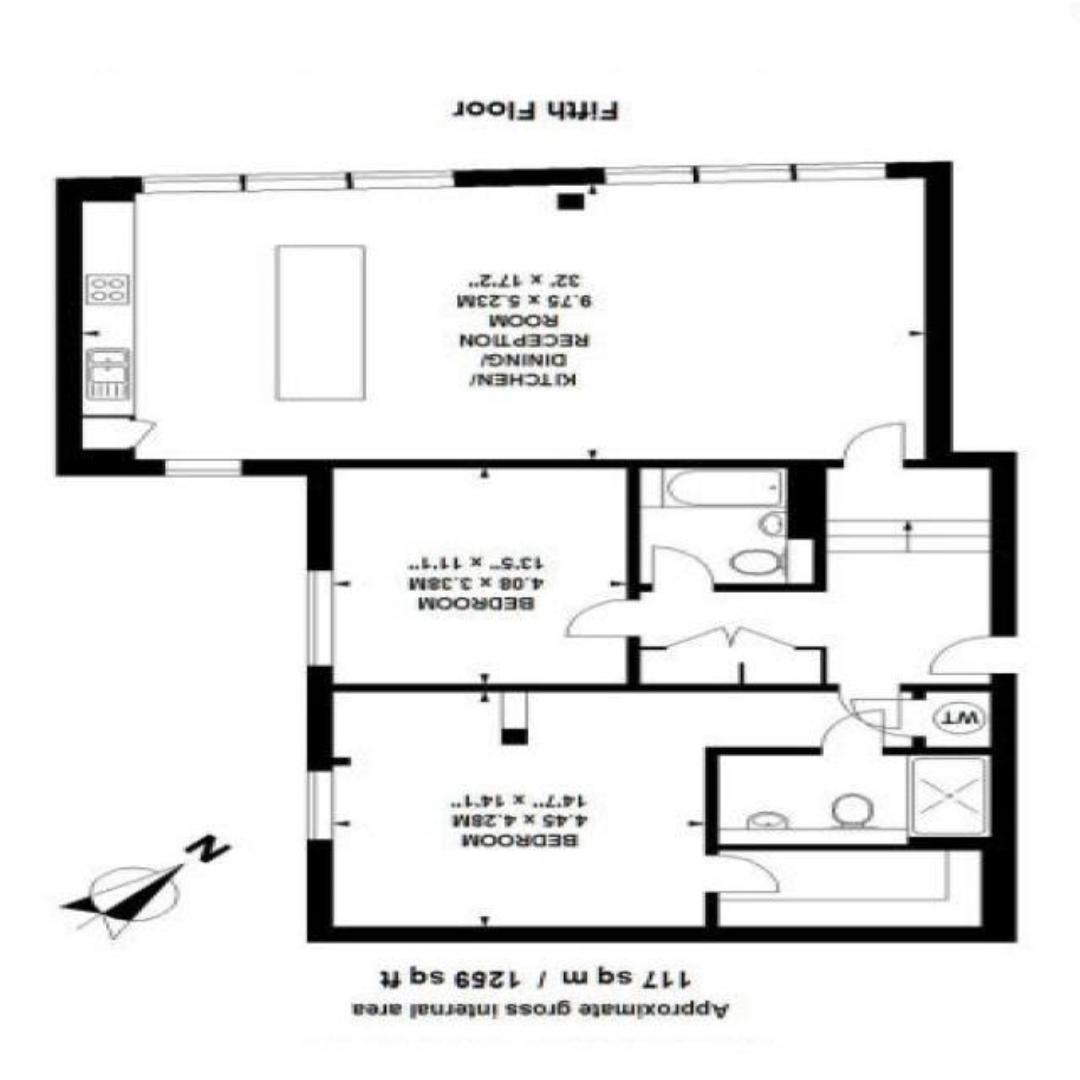 Approximate gross internal area
117 sq m / 1259 sq ft
N
BEDROOM
4.45 x 4.28M
14'7" x 14'1"
WT
BEDROOM
4.08 x 3.38M
13'5" x 11'1"
KITCHEN/
DINING/
RECEPTION
ROOM
9.75 x 5.23M
32' x 17'2"
Fifth Floor